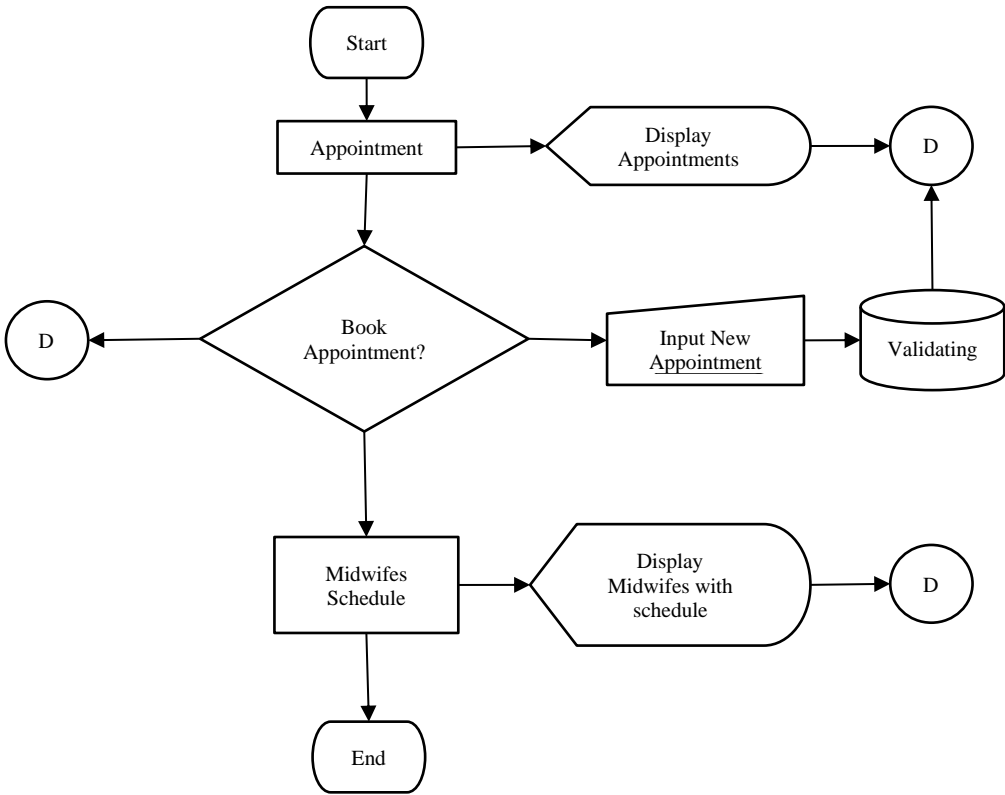 Start
Appointment
Display
Appointments
D
D
Book
Appointment?
Input New
Appointment
Validating
Midwifes
Schedule
Display
Midwifes with
schedule
D
End